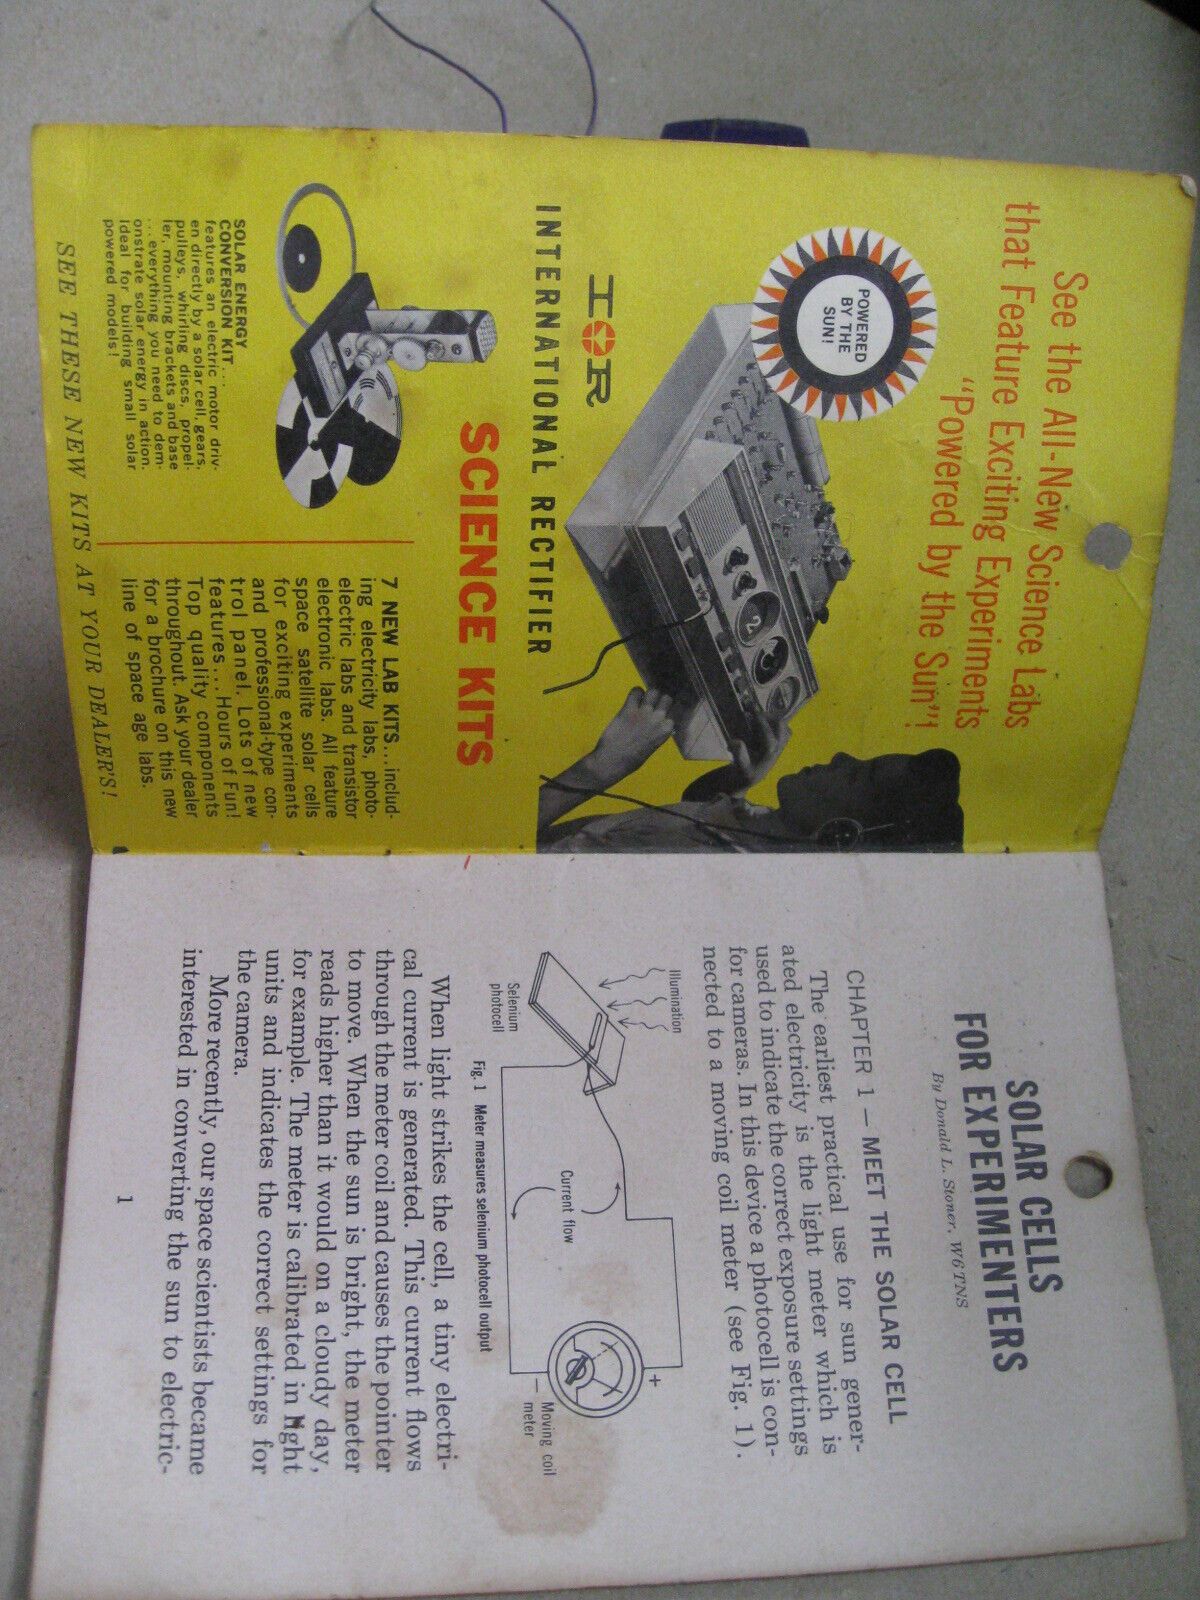 See the All-New Science Labs
that Feature Exciting Experiments
"Powered by the Sun"!
POWERED
BY THE
SUN!
2
IOR
INTERNATIONAL RECTIFIER
SCIENCE KITS
SOLAR ENERGY
CONVERSION KIT...
features an electric motor driv-
en directly by a solar cell, gears,
pulleys, whirling discs, propel-
ler, mounting brackets and base
...everything you need to dem-
onstrate solar energy in action.
Ideal for building small solar
powered models!
7 NEW LAB KITS...includ-
ing electricity labs, photo-
electric labs and transistor
electronic labs. All feature
space satellite solar cells
for exciting experiments
and professional-type con-
trol panel. Lots of new
features...Hours of Fun!
Top quality components
throughout. Ask your dealer
for a brochure on this new
line of space age labs.
SEE THESE NEW KITS AT YOUR DEALER'S!
SOLAR CELLS
FOR EXPERIMENTERS
By Donald L. Stoner, W6TNS
CHAPTER 1 — MEET THE SOLAR CELL
The earliest practical use for sun gener-
ated electricity is the light meter which is
used to indicate the correct exposure settings
for cameras. In this device a photocell is con-
nected to a moving coil meter (see Fig. 1).
Illumination
Selenium
photocell
Current flow
+
−
Moving coil
meter
Fig. 1 Meter measures selenium photocell output
When light strikes the cell, a tiny electri-
cal current is generated. This current flows
through the meter coil and causes the pointer
to move. When the sun is bright, the meter
reads higher than it would on a cloudy day,
for example. The meter is calibrated in light
units and indicates the correct settings for
the camera.
More recently, our space scientists became
interested in converting the sun to electric-
1